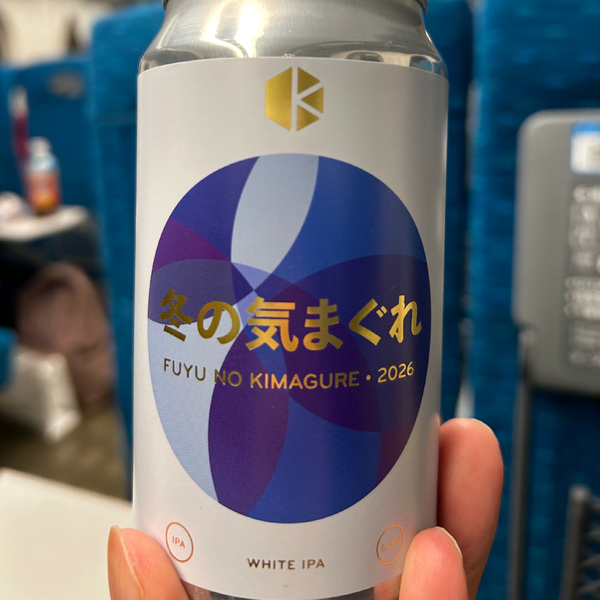 冬の気まぐれ
FUYU NO KIMAGURE • 2026
IPA
WHITE IPA